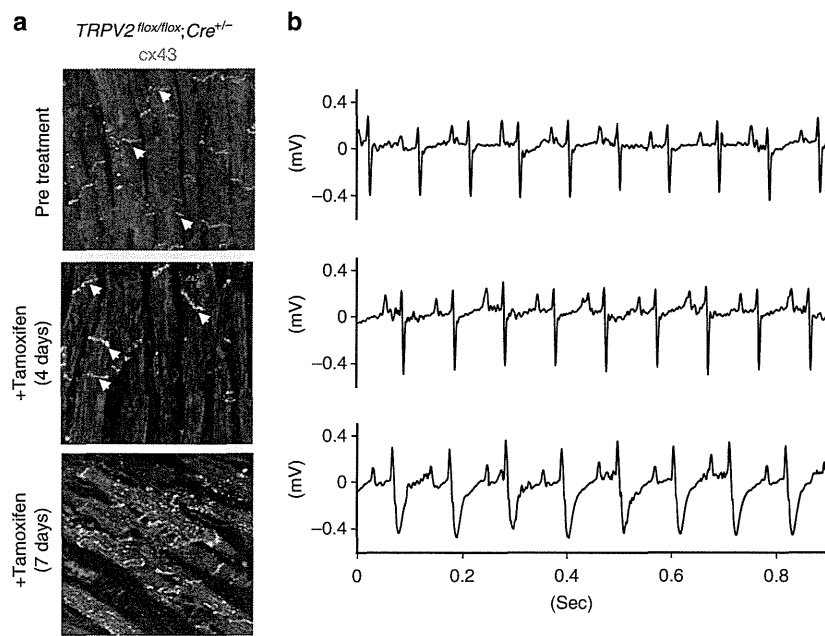 a
TRPV2 flox/flox;Cre+/−
cx43
Pre treatment
+Tamoxifen
(4 days)
+Tamoxifen
(7 days)
b
0.4
0
−0.4
(mV)
0.4
0
−0.4
(mV)
0.4
0
−0.4
(mV)
0 0.2 0.4 0.6 0.8
(Sec)